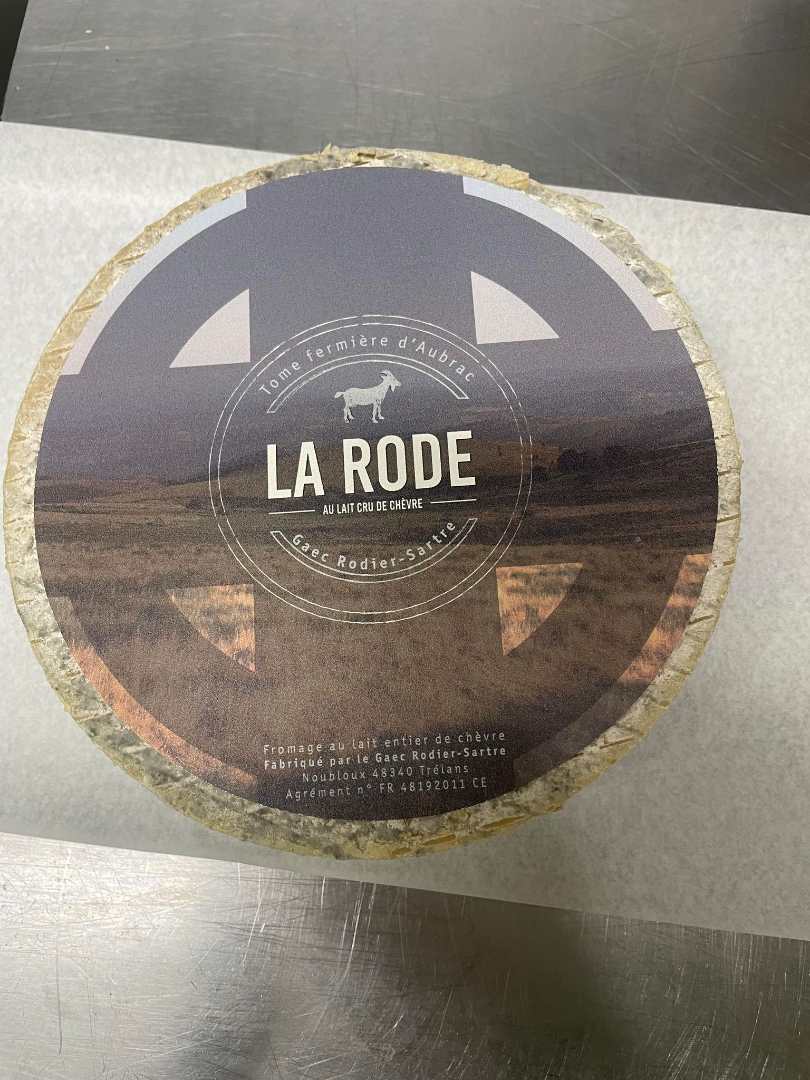 Tome fermière d'Aubrac
LA RODE
AU LAIT CRU DE CHÈVRE
Gaec Rodier-Sartre
Fromage au lait entier de chèvre
Fabriqué par le Gaec Rodier-Sartre
Noubloux 48340 Trélans
Agrément n° FR 48192011 CE